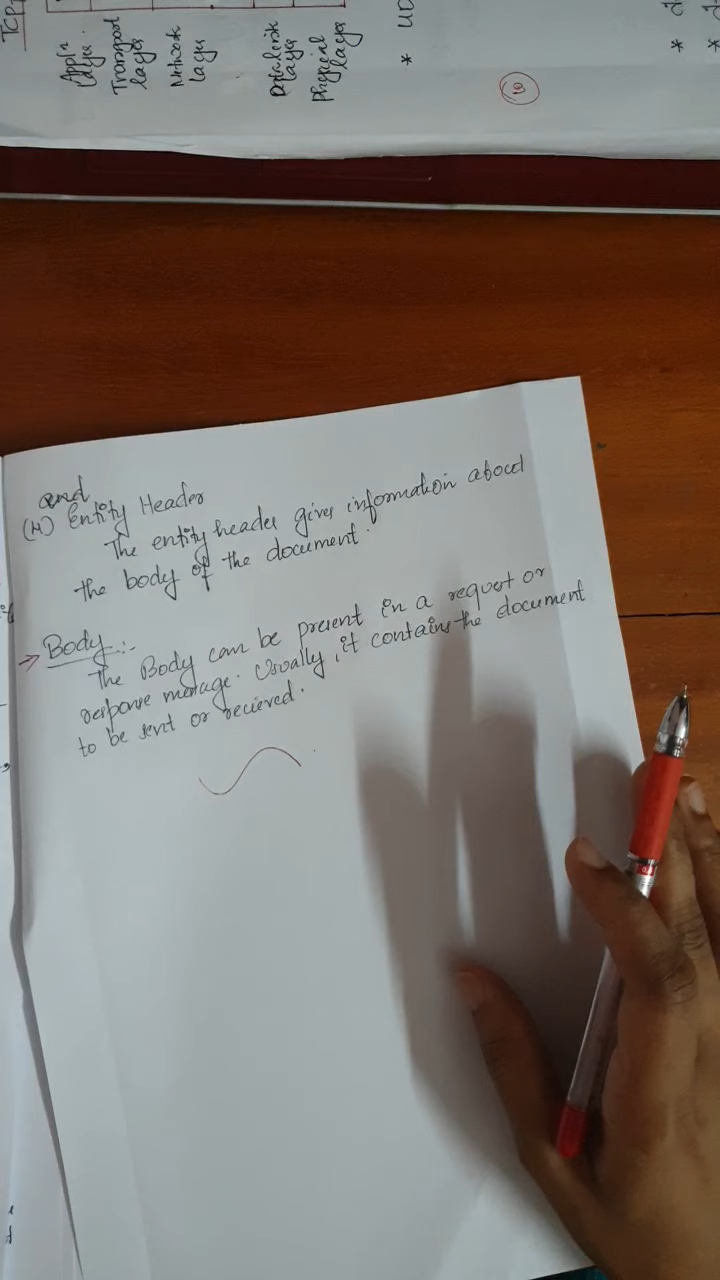 TCP
Appln
layer
Transport
layer
Network
layer
Datalink
layer
Physical
layer
* UD
* d
*
and
(4) Entity Header
The entity header gives information about
the body of the document.
→ Body :-
The Body can be present in a request or
response message. Usually, it contains the document
to be sent or recieved.